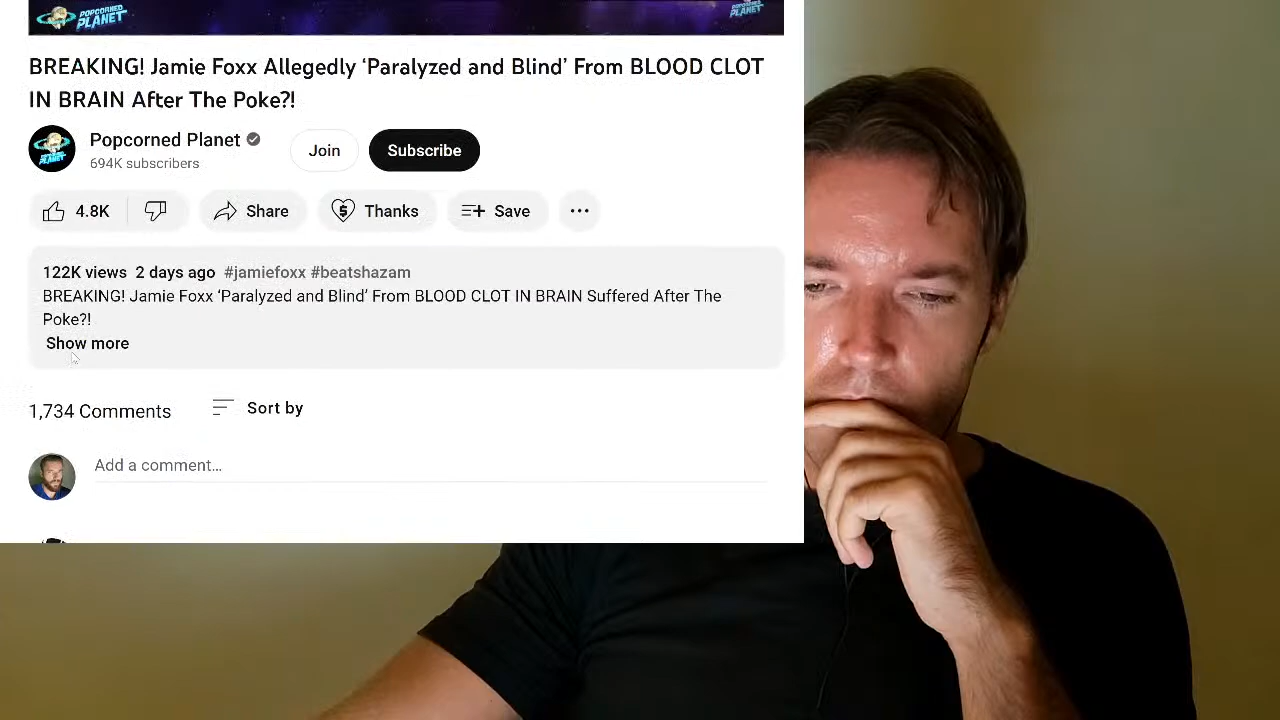 POPCORNED
PLANET
POPCORNED
PLANET
BREAKING! Jamie Foxx Allegedly ‘Paralyzed and Blind’ From BLOOD CLOT
IN BRAIN After The Poke?!
Popcorned Planet
694K subscribers
Join
Subscribe
4.8K
Share
Thanks
Save
122K views 2 days ago #jamiefoxx #beatshazam
BREAKING! Jamie Foxx ‘Paralyzed and Blind’ From BLOOD CLOT IN BRAIN Suffered After The
Poke?!
Show more
1,734 Comments
Sort by
Add a comment…